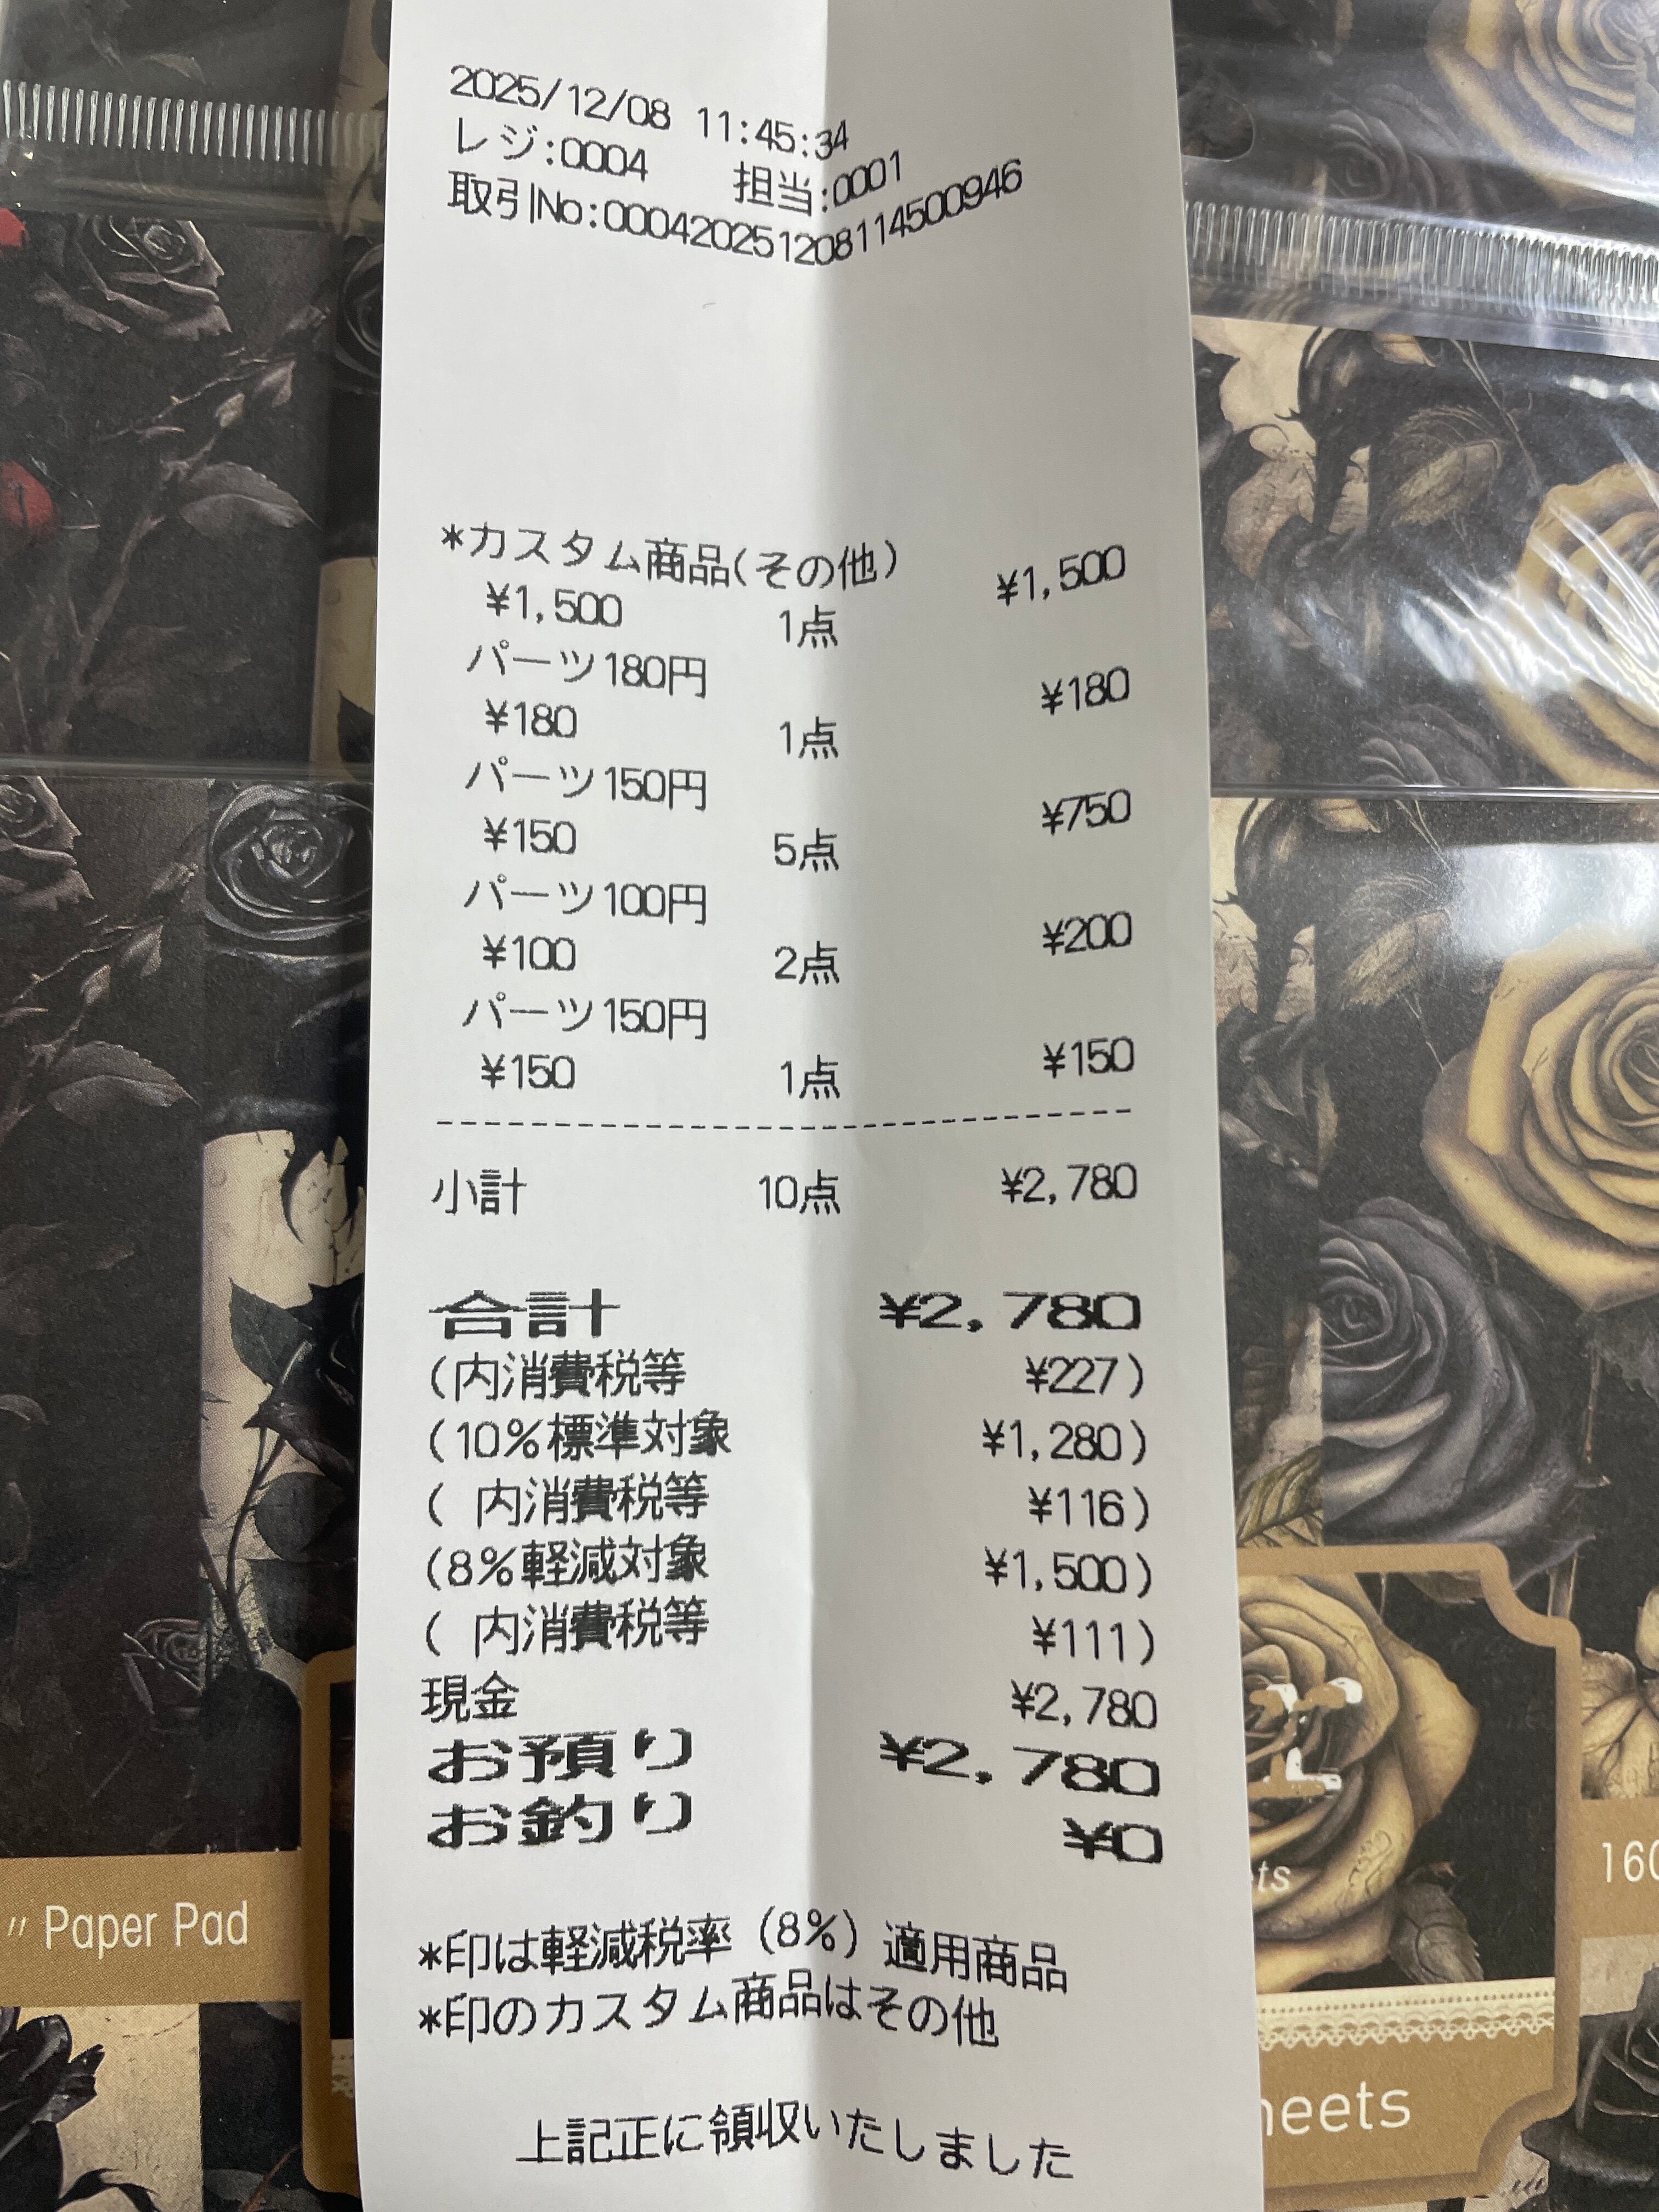 2025/12/08 11:45:34
レジ:0004 担当:0001
取引No:000420251208114500946
*カスタム商品(その他) ¥1,500
¥1,500 1点
パーツ180円 ¥180
¥180 1点
パーツ150円 ¥750
¥150 5点
パーツ100円 ¥200
¥100 2点
パーツ150円 ¥150
¥150 1点
小計 10点 ¥2,780
合計 ¥2,780
(内消費税等 ¥227)
(10%標準対象 ¥1,280)
( 内消費税等 ¥116)
(8%軽減対象 ¥1,500)
( 内消費税等 ¥111)
現金 ¥2,780
お預り ¥2,780
お釣り ¥0
*印は軽減税率(8%)適用商品
*印のカスタム商品はその他
上記正に領収いたしました
" Paper Pad
160